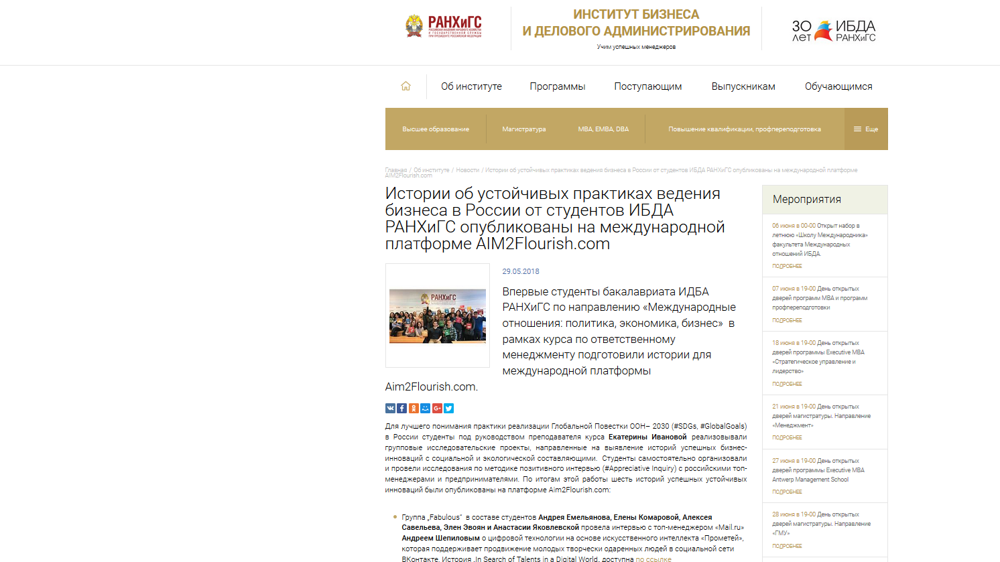 РАНХиГС
РОССИЙСКАЯ АКАДЕМИЯ НАРОДНОГО ХОЗЯЙСТВА
И ГОСУДАРСТВЕННОЙ СЛУЖБЫ
ПРИ ПРЕЗИДЕНТЕ РОССИЙСКОЙ ФЕДЕРАЦИИ
ИНСТИТУТ БИЗНЕСА
И ДЕЛОВОГО АДМИНИСТРИРОВАНИЯ
Учим успешных менеджеров
30 ИБДА
лет РАНХиГС
Об институте Программы Поступающим Выпускникам Обучающимся
Высшее образование Магистратура MBA, EMBA, DBA Повышение квалификации, профпереподготовка Еще
Главная / Об институте / Новости / Истории об устойчивых практиках ведения бизнеса в России от студентов ИБДА РАНХиГС опубликованы на международной платформе
AIM2Flourish.com
Истории об устойчивых практиках ведения
бизнеса в России от студентов ИБДА
РАНХиГС опубликованы на международной
платформе AIM2Flourish.com
29.05.2018
РАНХиГС
Впервые студенты бакалавриата ИДБА
РАНХиГС по направлению «Международные
отношения: политика, экономика, бизнес» в
рамках курса по ответственному
менеджменту подготовили истории для
международной платформы
Aim2Flourish.com.
Для лучшего понимания практики реализации Глобальной Повестки ООН– 2030 (#SDGs, #GlobalGoals)
в России студенты под руководством преподавателя курса Екатерины Ивановой реализовывали
групповые исследовательские проекты, направленные на выявление историй успешных бизнес-
инноваций с социальной и экологической составляющими. Студенты самостоятельно организовали
и провели исследования по методике позитивного интервью (#Appreciative Inquiry) с российскими топ-
менеджерами и предпринимателями. По итогам этой работы шесть историй успешных устойчивых
инноваций были опубликованы на платформе Aim2Flourish.com:
Группа „Fabulous“ в составе студентов Андрея Емельянова, Елены Комаровой, Алексея
Савельева, Элен Эвоян и Анастасии Яковлевской провела интервью с топ-менеджером «Mail.ru»
Андреем Шепиловым о цифровой технологии на основе искусственного интеллекта «Прометей»,
которая поддерживает продвижение молодых творчески одаренных людей в социальной сети
ВКонтакте. История „In Search of Talents in a Digital World„ доступна по ссылке
Мероприятия
06 июня в 00-00 Открыт набор в
летнюю «Школу Международника»
факультета Международных
отношений ИБДА.
ПОДРОБНЕЕ
07 июня в 19-00 День открытых
дверей программ МВА и программ
профпереподготовки
ПОДРОБНЕЕ
18 июня в 19-00 День открытых
дверей программы Executive MBA
«Стратегическое управление и
лидерство»
ПОДРОБНЕЕ
21 июня в 19-00 День открытых
дверей магистратуры. Направление
«Менеджмент»
ПОДРОБНЕЕ
27 июня в 19-00 День открытых
дверей программы Executive MBA
Antwerp Management School
ПОДРОБНЕЕ
28 июня в 19-00 День открытых
дверей магистратуры. Направление
«ГМУ»
ПОДРОБНЕЕ